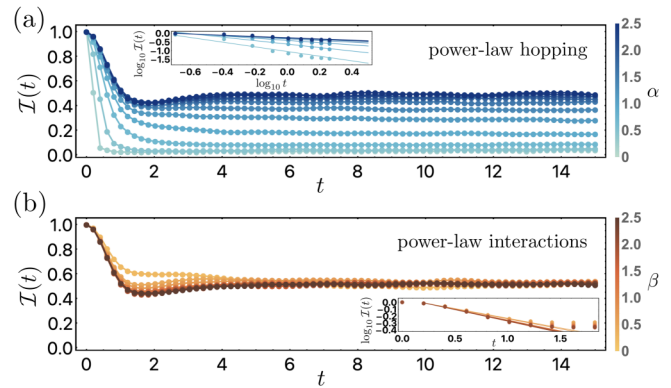 (a)
1.0
0.8
0.6
0.4
0.2
0.0
I(t)
0.0
-0.5
-1.0
-1.5
log10 I(t)
-0.6 -0.4 -0.2 0.0 0.2 0.4
log10 t
power-law hopping
0 2 4 6 8 10 12 14
t
2.5
2.0
1.5
1.0
0.5
0
α
(b)
1.0
0.8
0.6
0.4
0.2
0.0
I(t)
power-law interactions
0.0
-0.1
-0.2
-0.3
-0.4
log10 I(t)
0.0 0.5 1.0 1.5
t
0 2 4 6 8 10 12 14
t
2.5
2.0
1.5
1.0
0.5
0
β